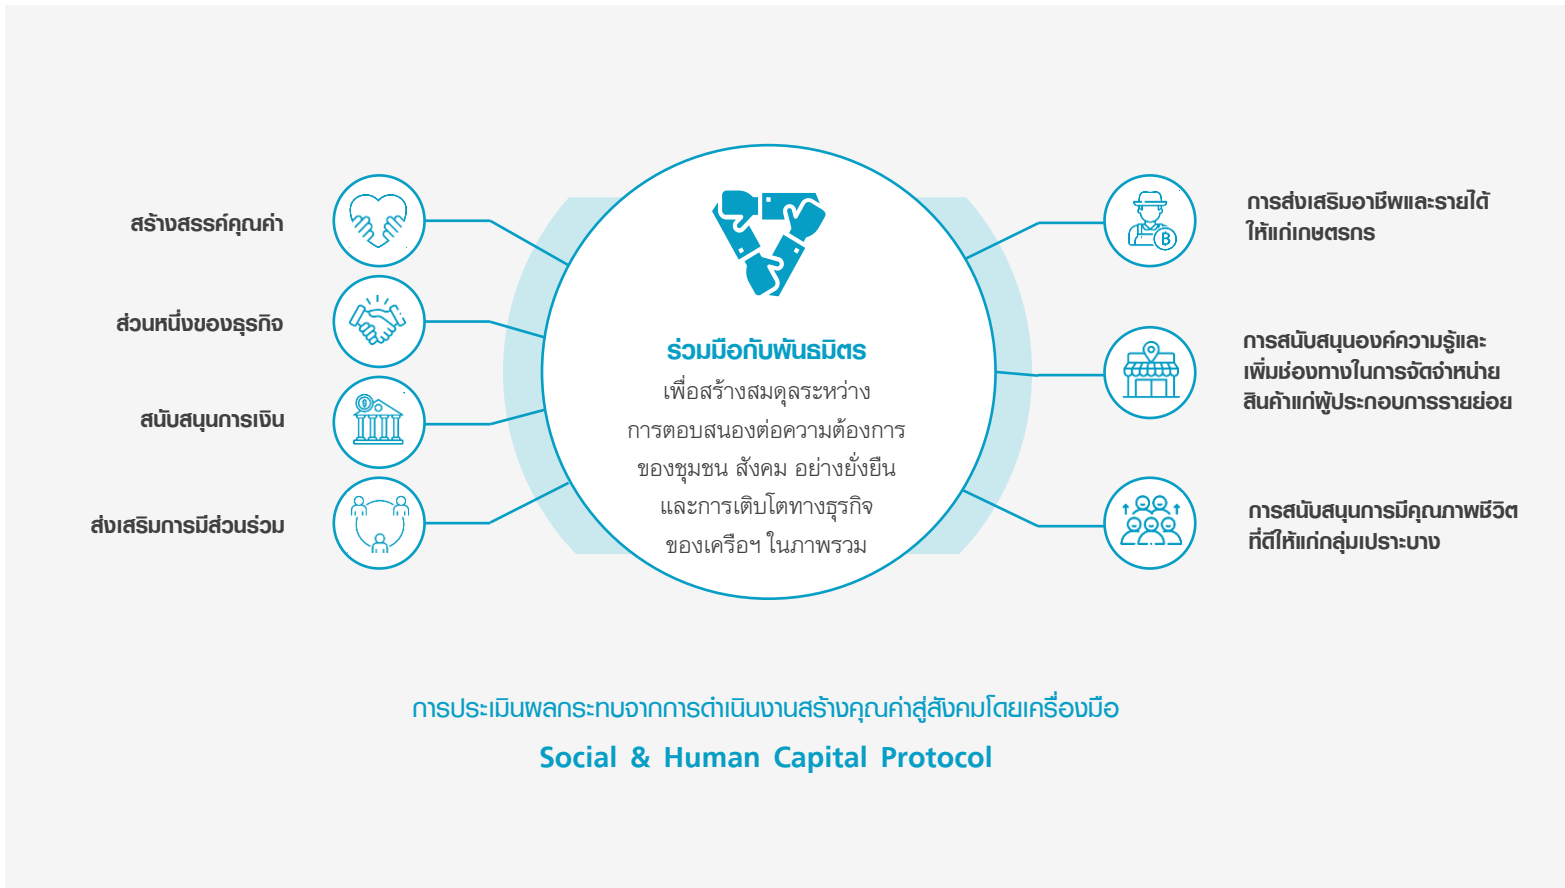 สร้างสรรค์คุณค่า
ส่วนหนึ่งของธุรกิจ
สนับสนุนการเงิน
ส่งเสริมการมีส่วนร่วม
ร่วมมือกับพันธมิตร
เพื่อสร้างสมดุลระหว่าง
การตอบสนองต่อความต้องการ
ของชุมชน สังคม อย่างยั่งยืน
และการเติบโตทางธุรกิจ
ของเครือฯ ในภาพรวม
การส่งเสริมอาชีพและรายได้
ให้แก่เกษตรกร
การสนับสนุนองค์ความรู้และ
เพิ่มช่องทางในการจัดจำหน่าย
สินค้าแก่ผู้ประกอบการรายย่อย
การสนับสนุนการมีคุณภาพชีวิต
ที่ดีให้แก่กลุ่มเปราะบาง
การประเมินผลกระทบจากการดำเนินงานสร้างคุณค่าสู่สังคมโดยเครื่องมือ
Social & Human Capital Protocol